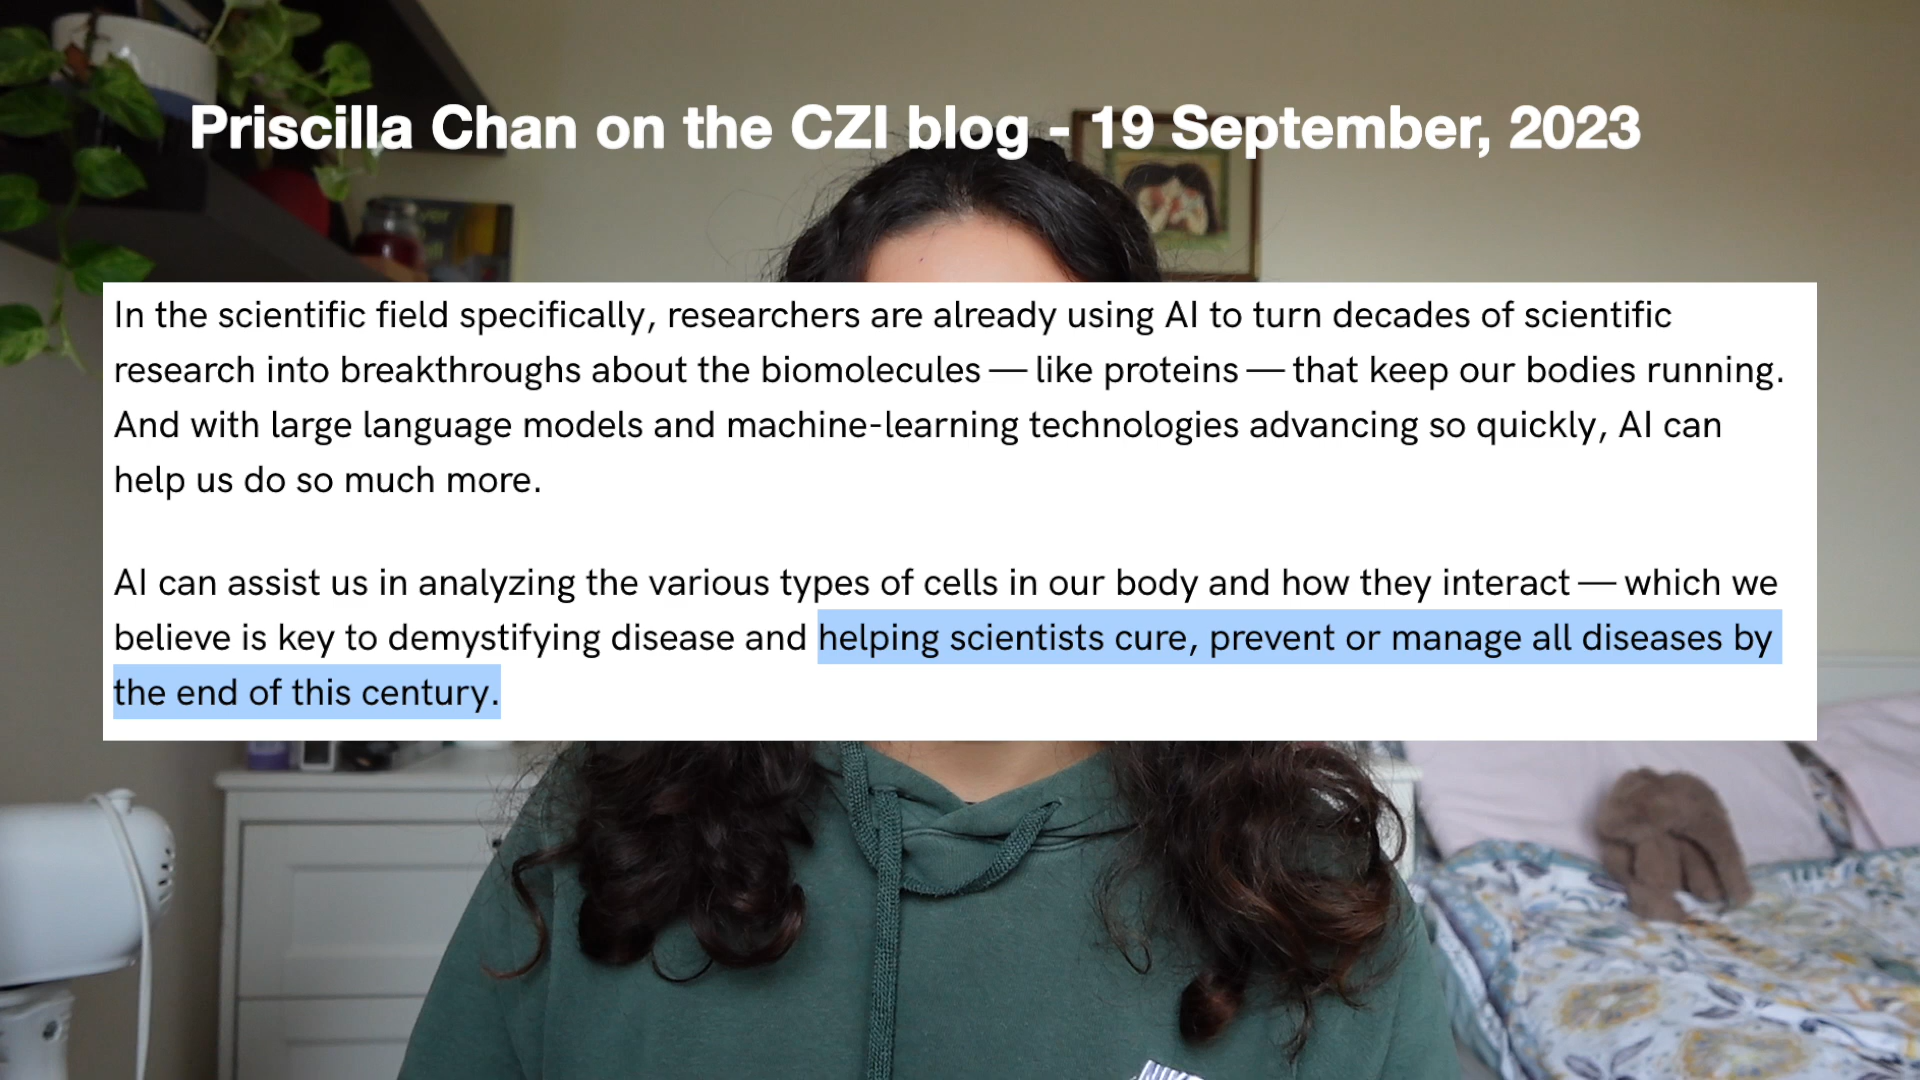 Priscilla Chan on the CZI blog - 19 September, 2023
In the scientific field specifically, researchers are already using AI to turn decades of scientific
research into breakthroughs about the biomolecules — like proteins — that keep our bodies running.
And with large language models and machine-learning technologies advancing so quickly, AI can
help us do so much more.
AI can assist us in analyzing the various types of cells in our body and how they interact — which we
believe is key to demystifying disease and helping scientists cure, prevent or manage all diseases by
the end of this century.